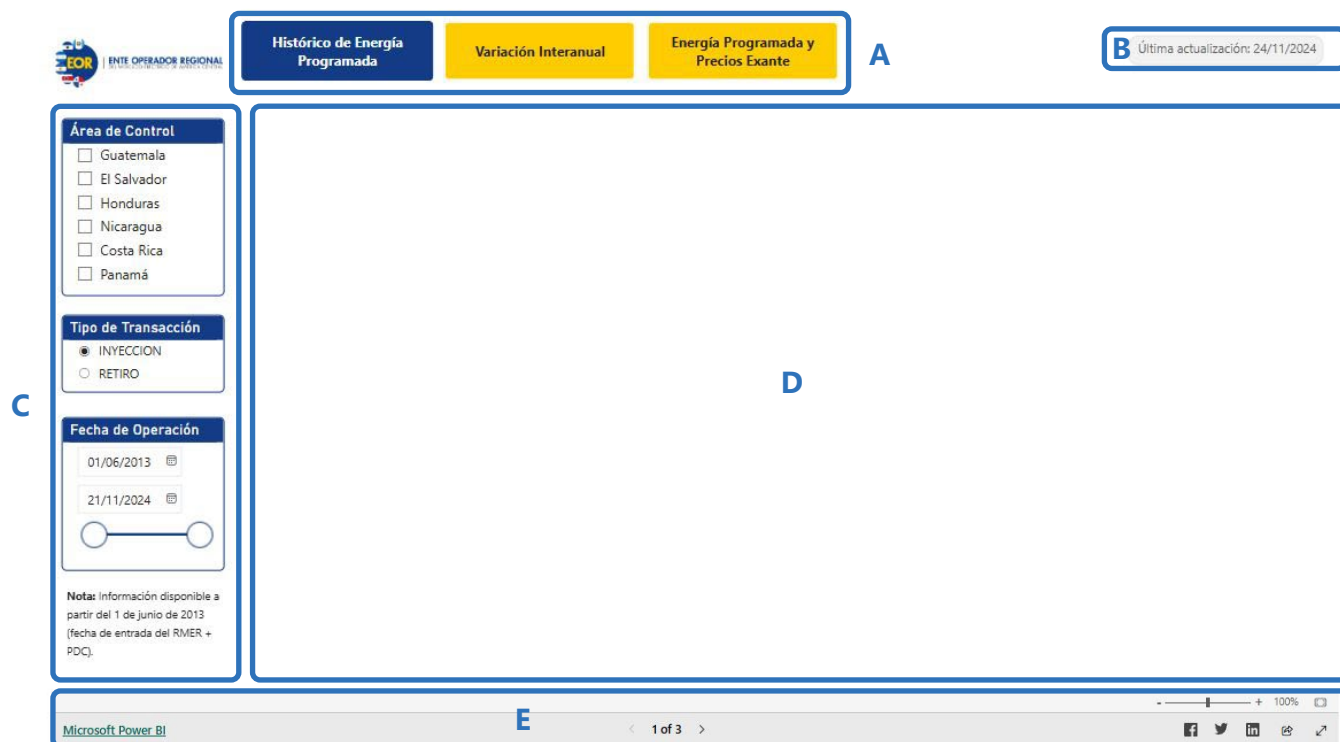 EOR
ENTE OPERADOR REGIONAL
Histórico de Energía
Programada
Variación Interanual
Energía Programada y
Precios Exante
A
B
Última actualización: 24/11/2024
Área de Control
Guatemala
El Salvador
Honduras
Nicaragua
Costa Rica
Panamá
Tipo de Transacción
INYECCION
RETIRO
C
D
Fecha de Operación
01/06/2013
21/11/2024
Nota: Información disponible a
partir del 1 de junio de 2013
(fecha de entrada del RMER +
PDC).
- + 100%
Microsoft Power BI
E
< 1 of 3 >